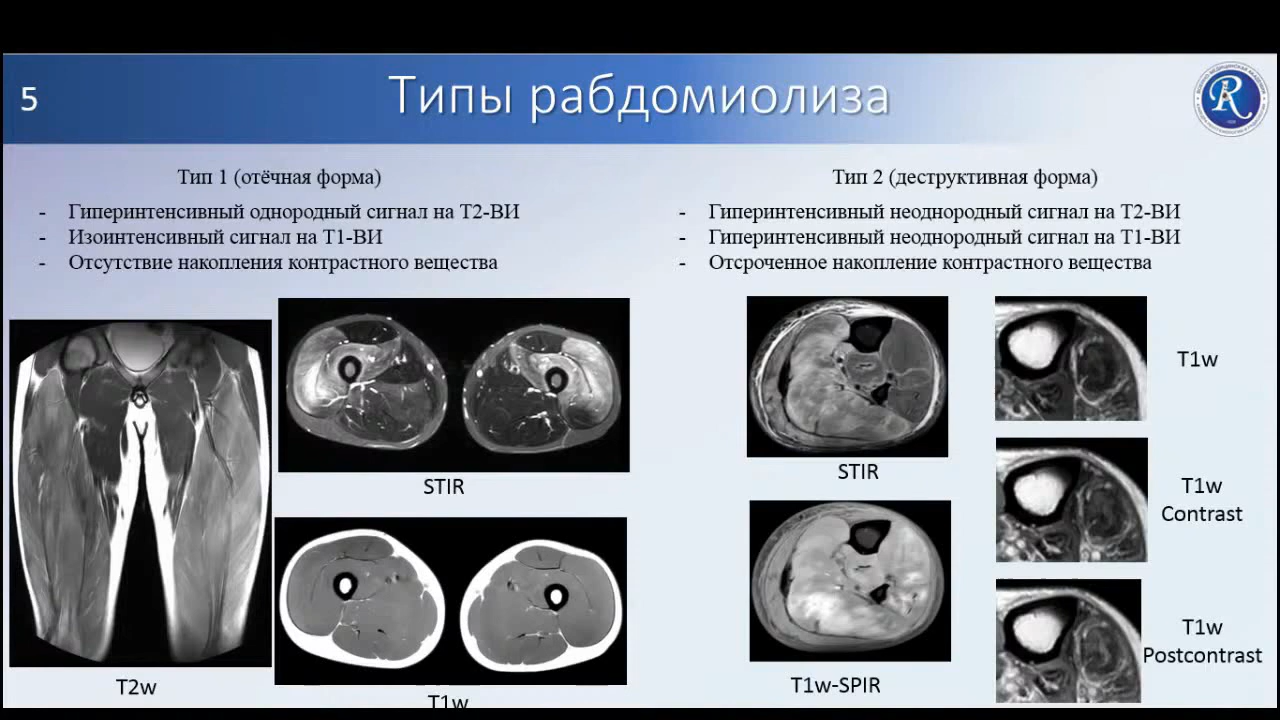 5
Типы рабдомиолиза
Тип 1 (отёчная форма)
- Гиперинтенсивный однородный сигнал на Т2-ВИ
- Изоинтенсивный сигнал на Т1-ВИ
- Отсутствие накопления контрастного вещества
Тип 2 (деструктивная форма)
- Гиперинтенсивный неоднородный сигнал на Т2-ВИ
- Гиперинтенсивный неоднородный сигнал на Т1-ВИ
- Отсроченное накопление контрастного вещества
T2w
STIR
T1w
STIR
T1w-SPIR
T1w
T1w
Contrast
T1w
Postcontrast